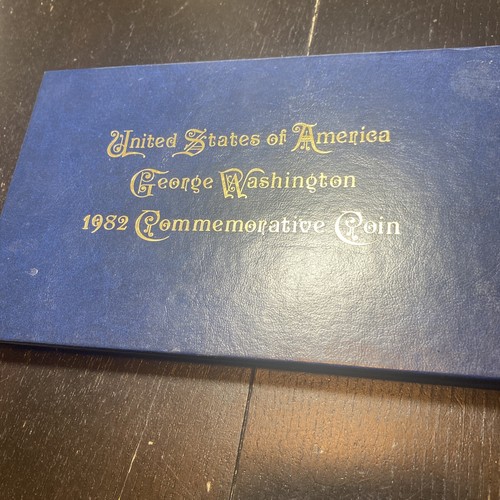 United States of America
George Washington
1982 Commemorative Coin